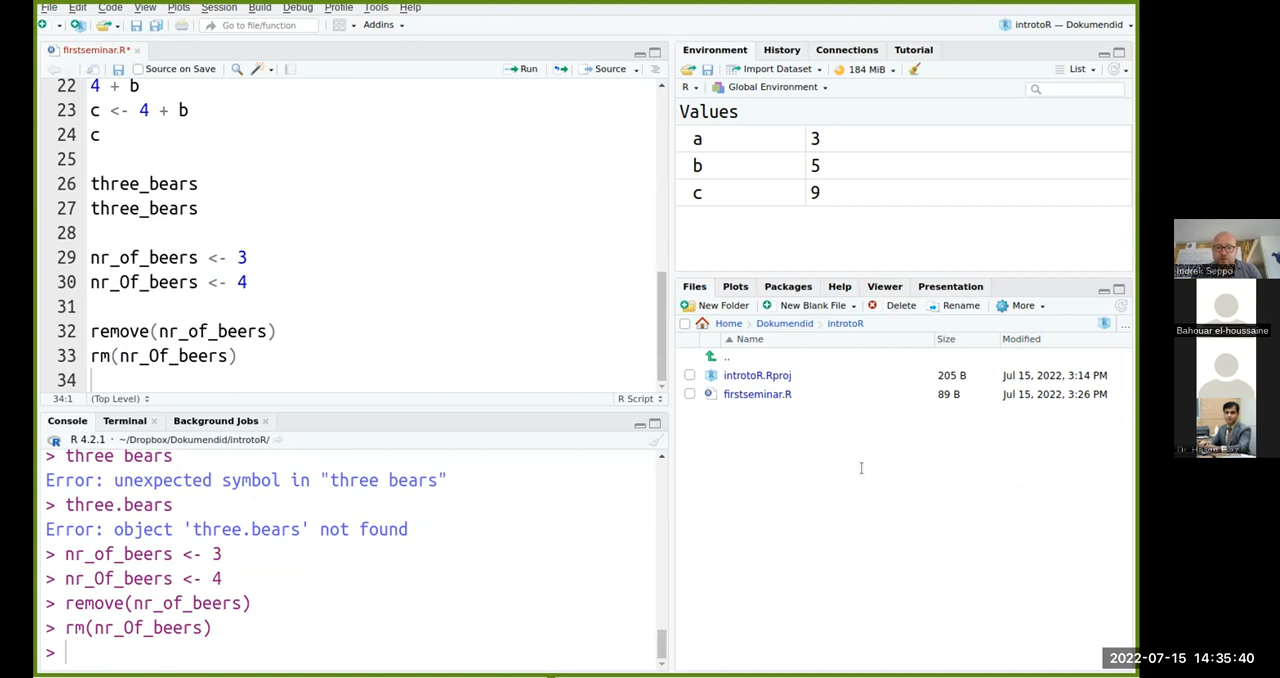 File Edit Code View Plots Session Build Debug Profile Tools Help
Go to file/function Addins introtoR — Dokumendid
firstseminar.R*
Source on Save Run Source
22 4 + b
23 c <- 4 + b
24 c
25
26 three_bears
27 three_bears
28
29 nr_of_beers <- 3
30 nr_Of_beers <- 4
31
32 remove(nr_of_beers)
33 rm(nr_Of_beers)
34
34:1 (Top Level) R Script
Console Terminal Background Jobs
R 4.2.1 · ~/Dropbox/Dokumendid/introtoR/
> three bears
Error: unexpected symbol in "three bears"
> three.bears
Error: object 'three.bears' not found
> nr_of_beers <- 3
> nr_Of_beers <- 4
> remove(nr_of_beers)
> rm(nr_Of_beers)
>
Environment History Connections Tutorial
Import Dataset 184 MiB List
R Global Environment
Values
a 3
b 5
c 9
Files Plots Packages Help Viewer Presentation
New Folder New Blank File Delete Rename More
Home Dokumendid introtoR
Name Size Modified
..
introtoR.Rproj 205 B Jul 15, 2022, 3:14 PM
firstseminar.R 89 B Jul 15, 2022, 3:26 PM
Indrek Seppo
Bahouar el-houssaine
2022-07-15 14:35:40